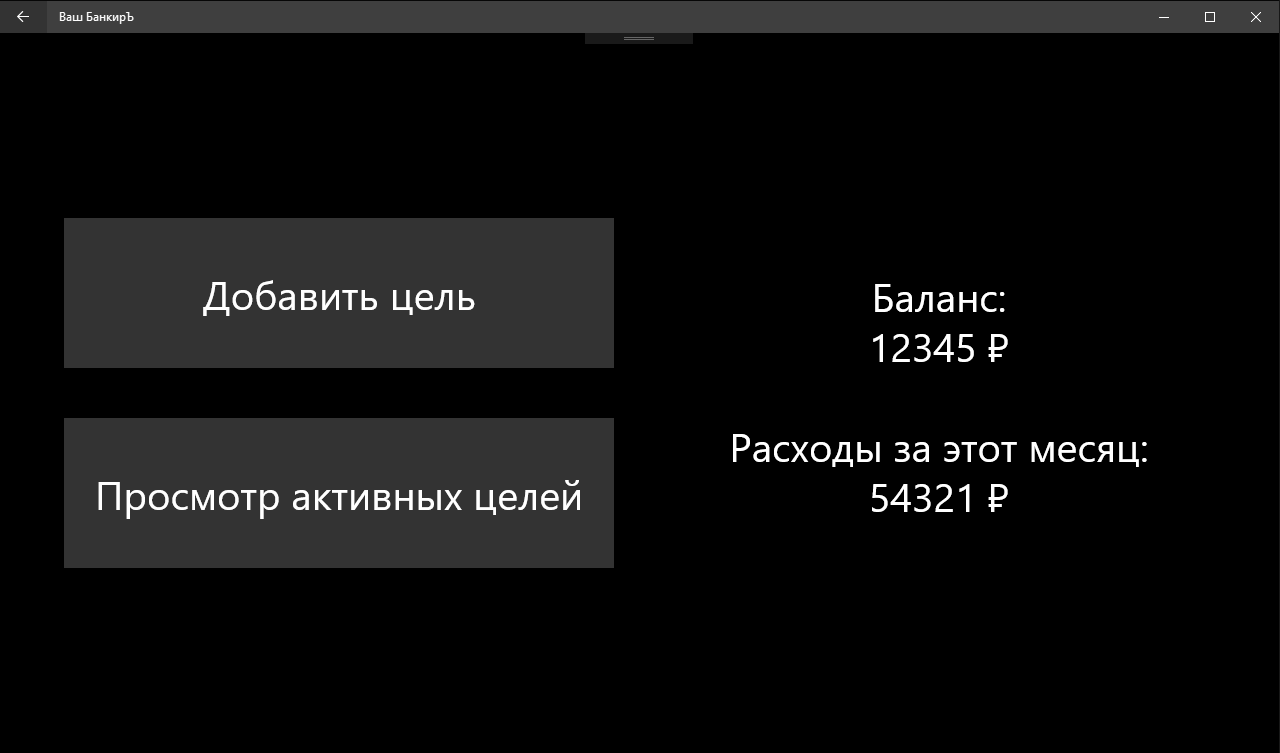 Ваш БанкирЪ
Добавить цель
Просмотр активных целей
Баланс:
12345 ₽
Расходы за этот месяц:
54321 ₽